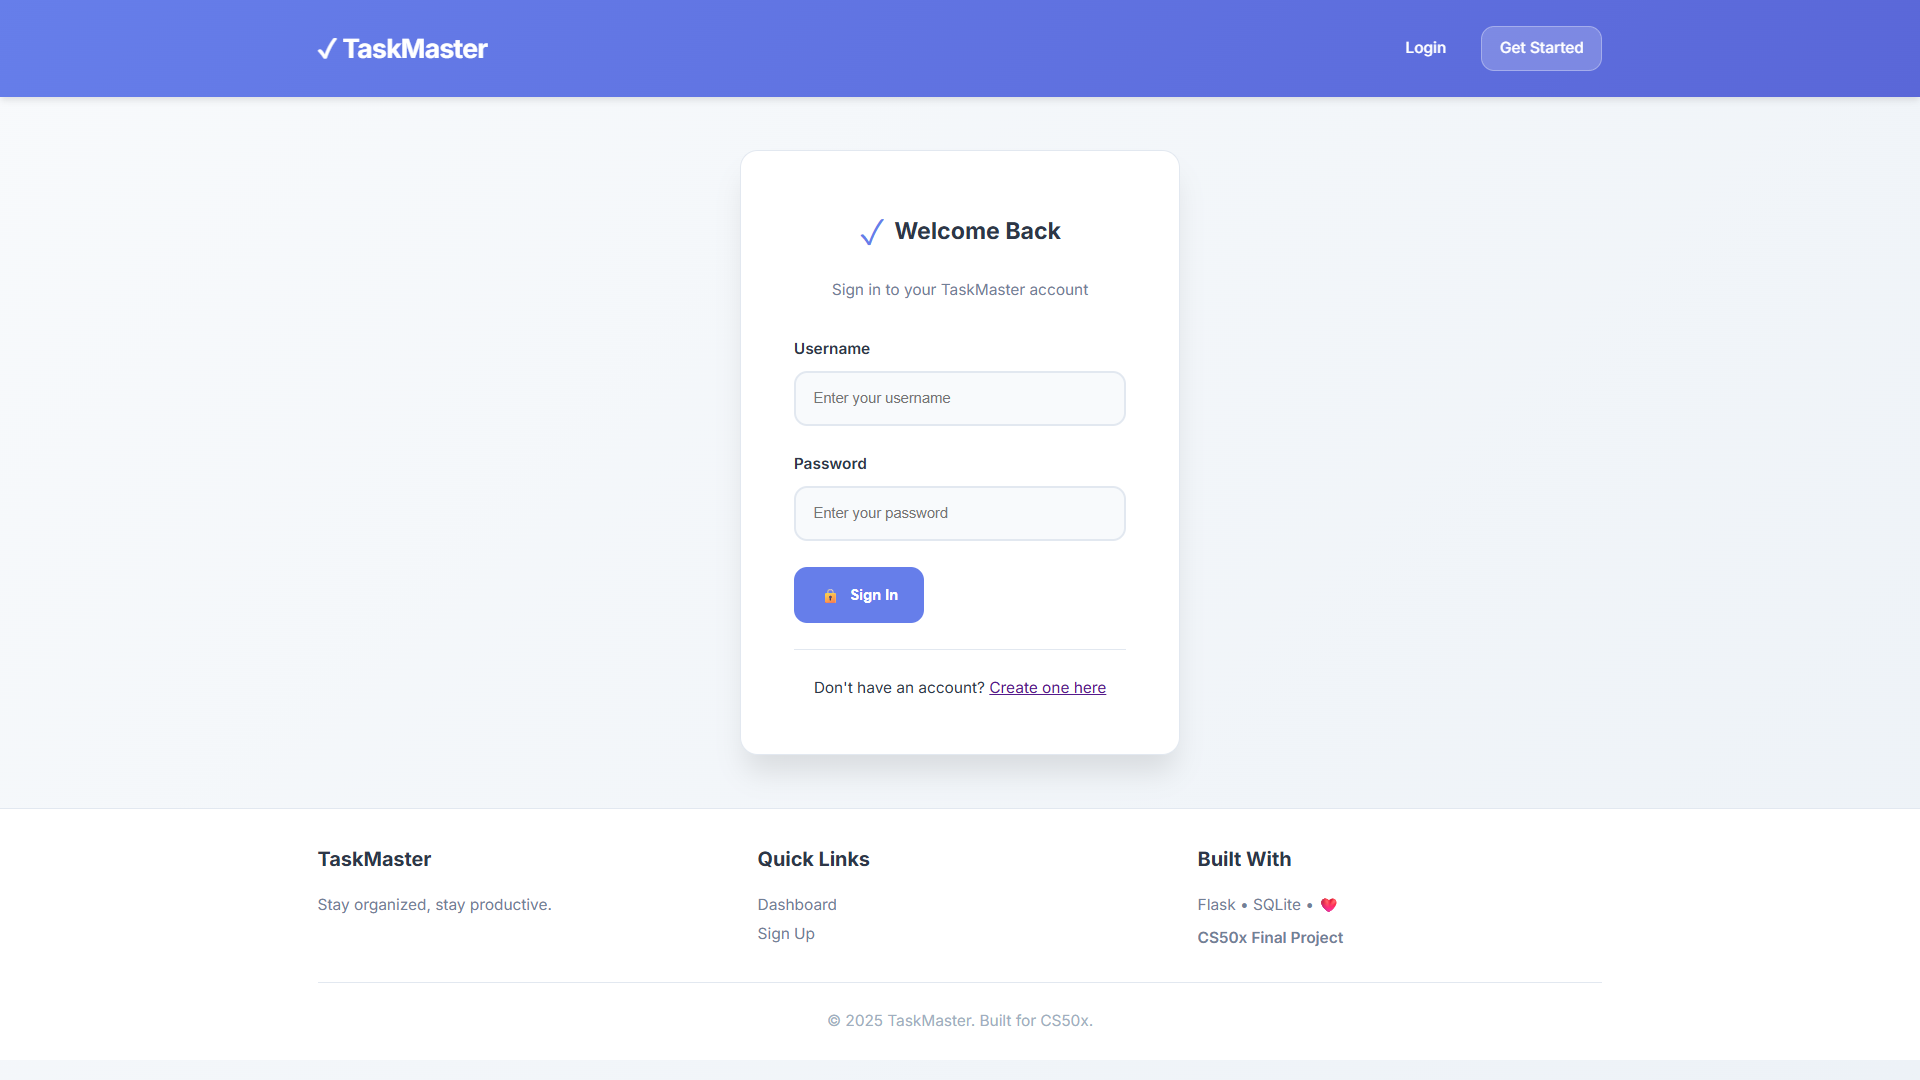 ✓ TaskMaster
Login
Get Started
✓ Welcome Back
Sign in to your TaskMaster account
Username
Enter your username
Password
Enter your password
🔒 Sign In
Don't have an account? Create one here
TaskMaster
Stay organized, stay productive.
Quick Links
Dashboard
Sign Up
Built With
Flask • SQLite • ❤️
CS50x Final Project
© 2025 TaskMaster. Built for CS50x.